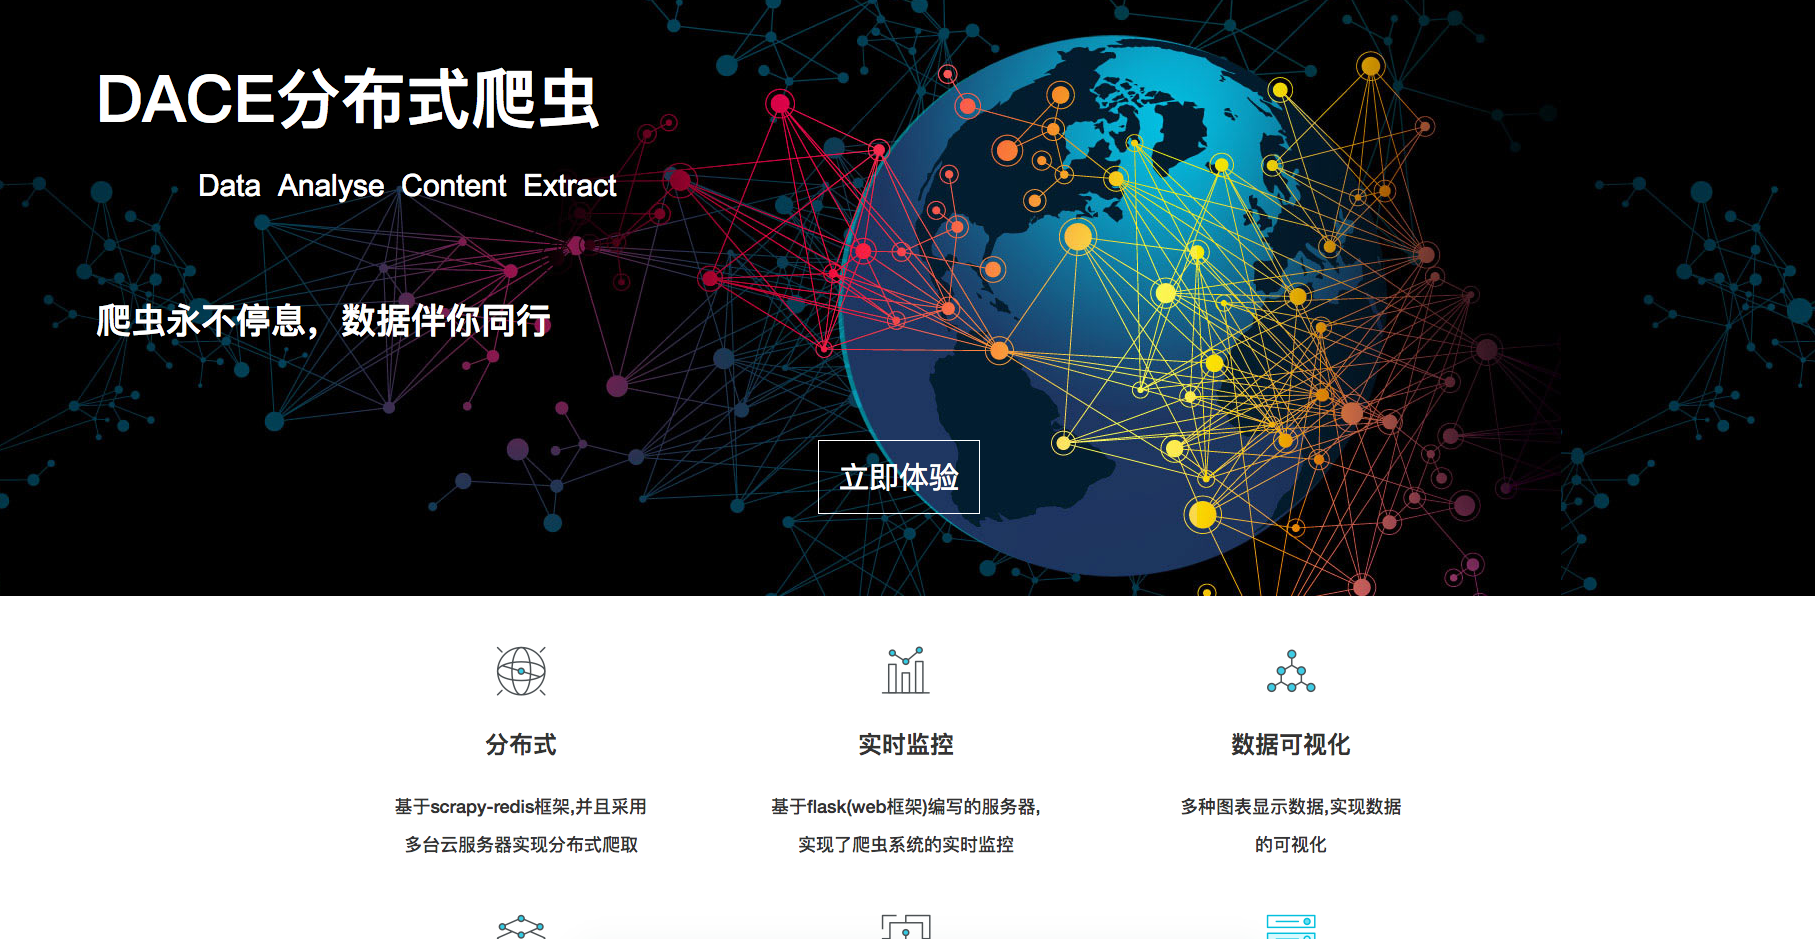 DACE分布式爬虫
Data Analyse Content Extract
爬虫永不停息，数据伴你同行
立即体验
分布式
基于scrapy-redis框架,并且采用
多台云服务器实现分布式爬取
实时监控
基于flask(web框架)编写的服务器,
实现了爬虫系统的实时监控
数据可视化
多种图表显示数据,实现数据
的可视化